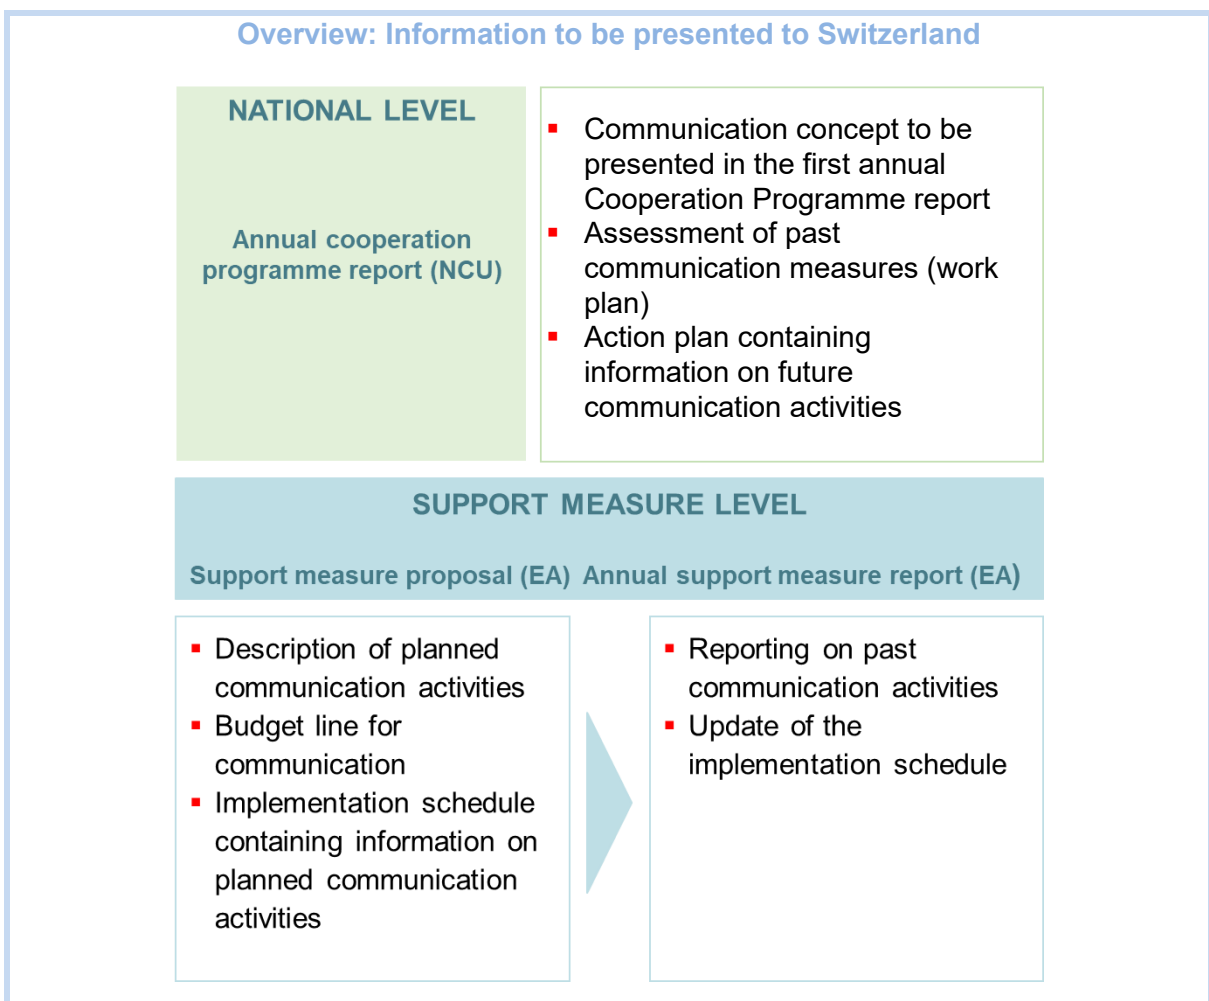 Overview: Information to be presented to Switzerland
NATIONAL LEVEL
Annual cooperation
programme report (NCU)
▪ Communication concept to be
presented in the first annual
Cooperation Programme report
▪ Assessment of past
communication measures (work
plan)
▪ Action plan containing
information on future
communication activities
SUPPORT MEASURE LEVEL
Support measure proposal (EA) Annual support measure report (EA)
▪ Description of planned
communication activities
▪ Budget line for
communication
▪ Implementation schedule
containing information on
planned communication
activities
▪ Reporting on past
communication activities
▪ Update of the
implementation schedule